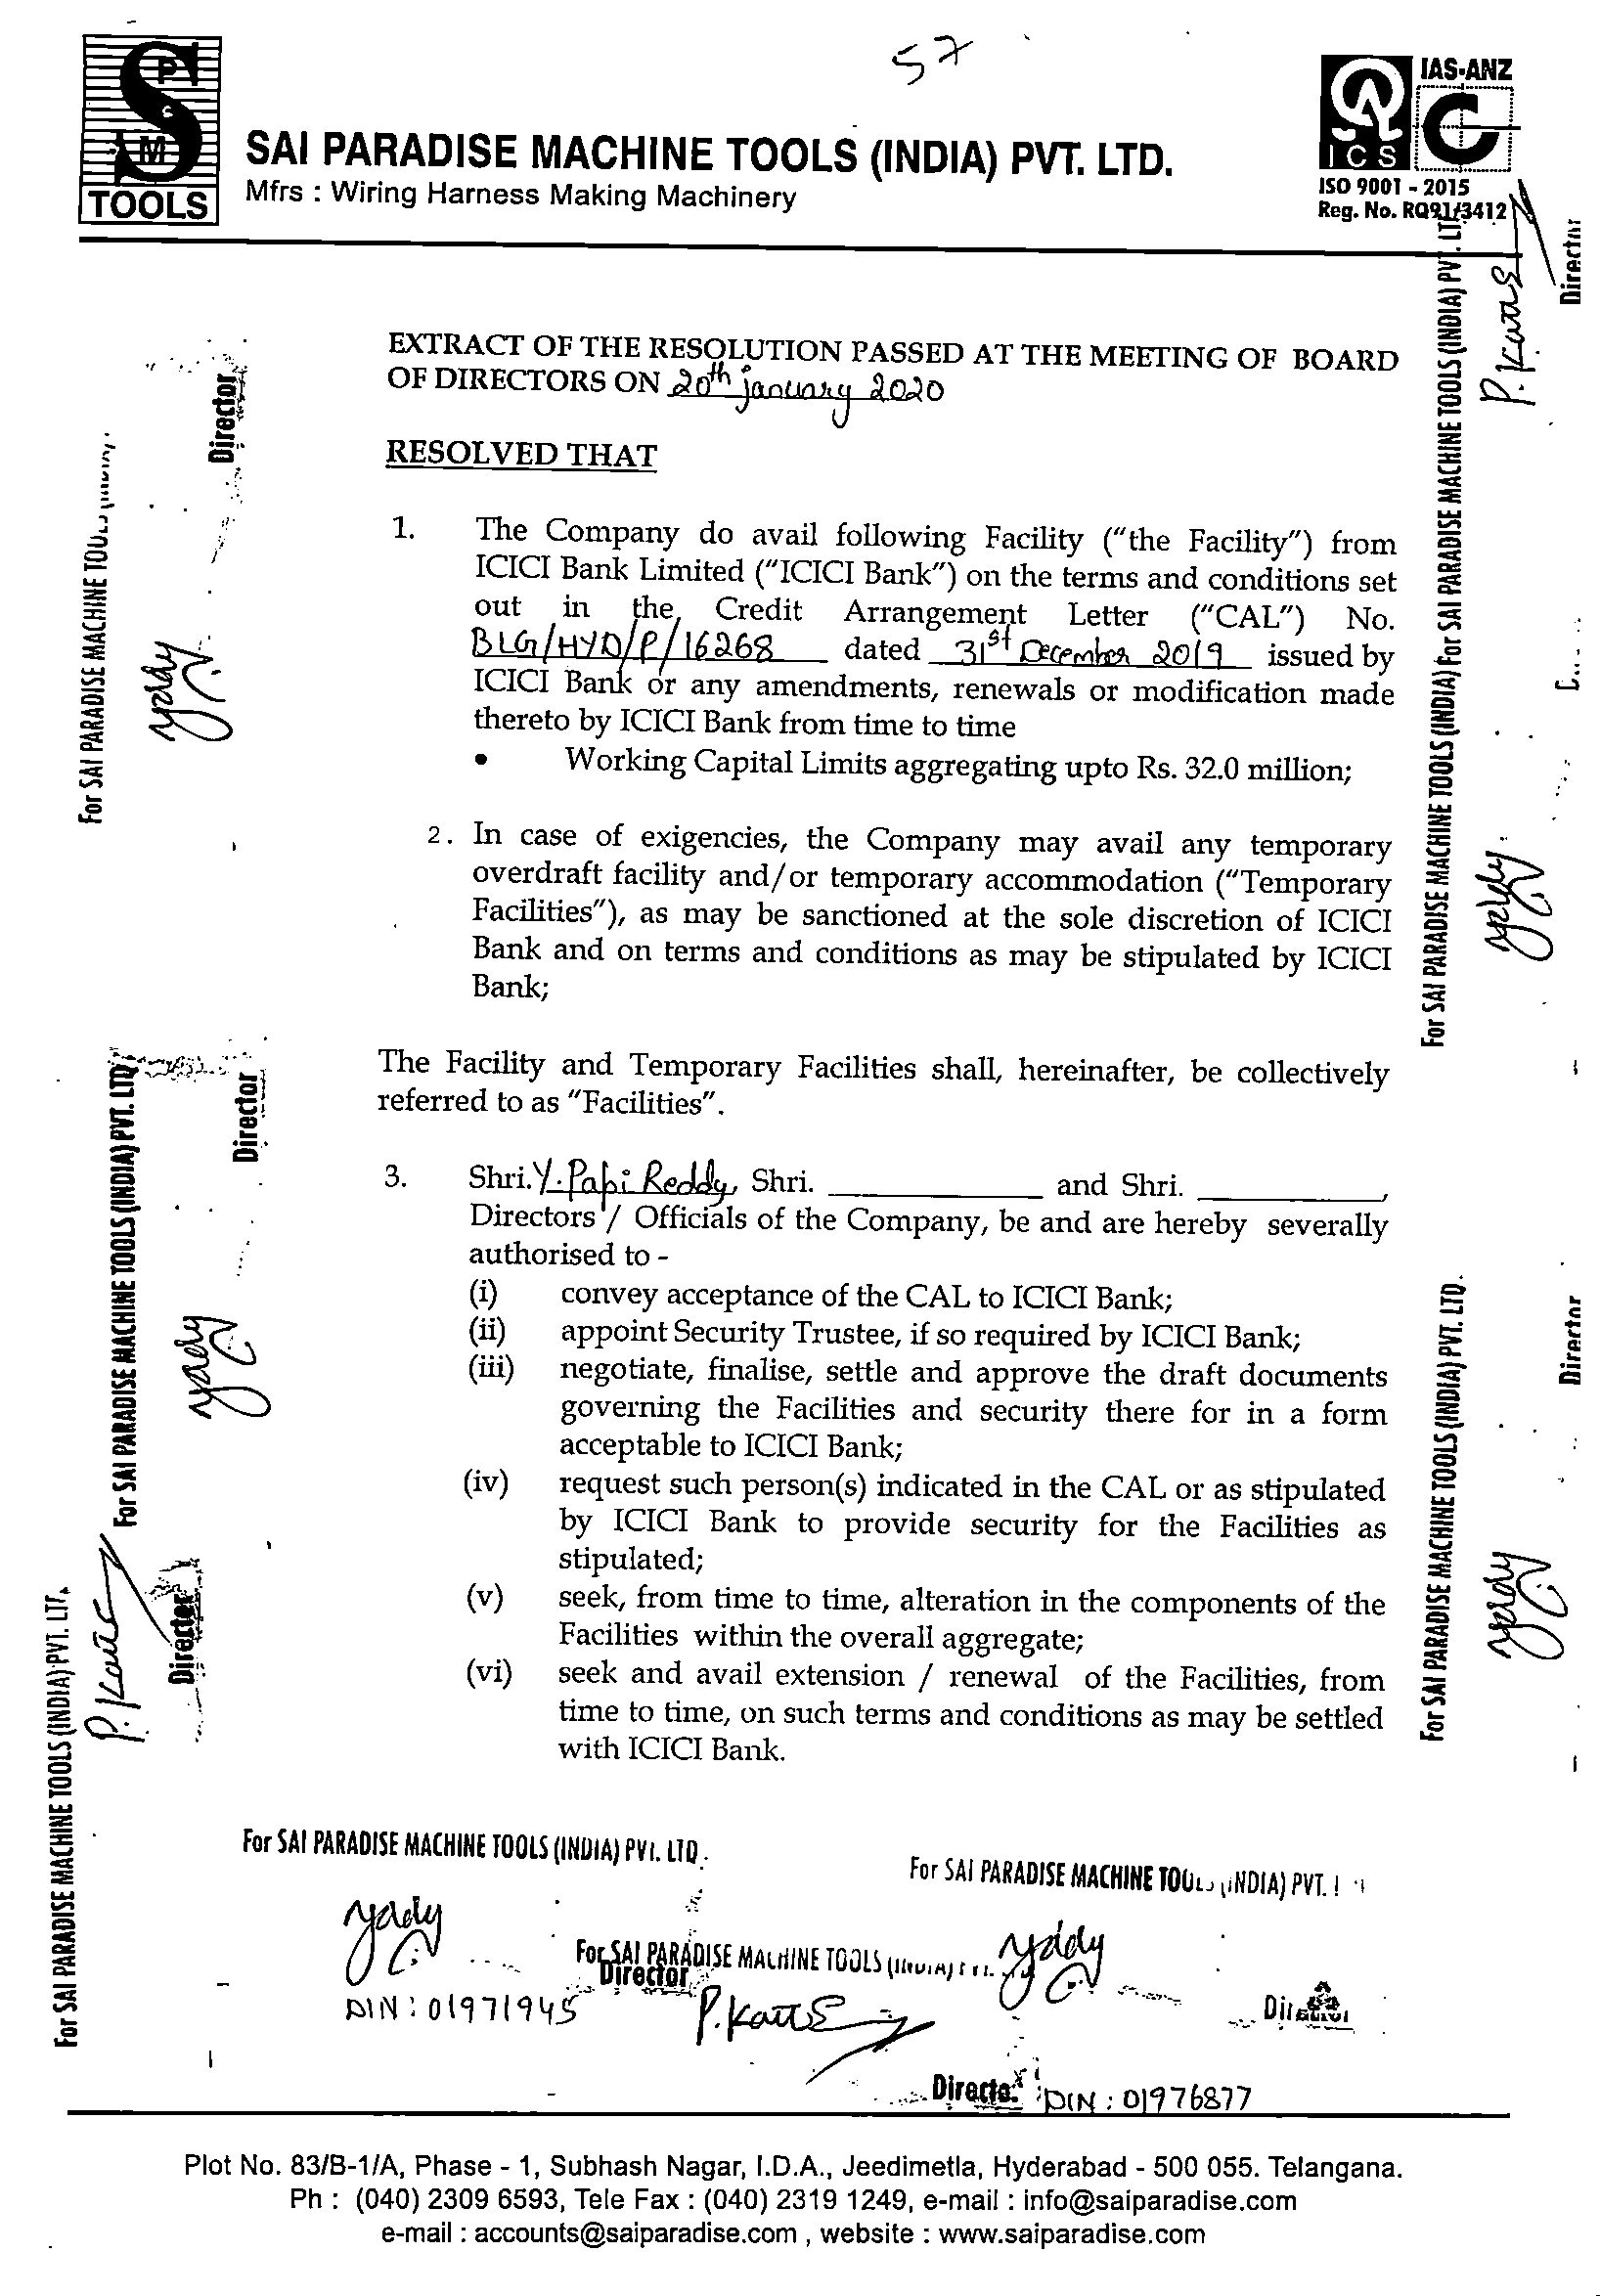 57
S P C M
TOOLS
SAI PARADISE MACHINE TOOLS (INDIA) PVT. LTD.
Mfrs : Wiring Harness Making Machinery
IAS-ANZ
ICS
ISO 9001 - 2015
Reg. No. RQ91/3412
EXTRACT OF THE RESOLUTION PASSED AT THE MEETING OF BOARD
OF DIRECTORS ON 20th january 2020
RESOLVED THAT
1. The Company do avail following Facility ("the Facility") from
ICICI Bank Limited ("ICICI Bank") on the terms and conditions set
out in the Credit Arrangement Letter ("CAL") No.
BLG/HYD/P/16268 dated 31st December 2019 issued by
ICICI Bank or any amendments, renewals or modification made
thereto by ICICI Bank from time to time
• Working Capital Limits aggregating upto Rs. 32.0 million;
2. In case of exigencies, the Company may avail any temporary
overdraft facility and/or temporary accommodation ("Temporary
Facilities"), as may be sanctioned at the sole discretion of ICICI
Bank and on terms and conditions as may be stipulated by ICICI
Bank;
The Facility and Temporary Facilities shall, hereinafter, be collectively
referred to as "Facilities".
3. Shri. Y. Papi Reddy, Shri. ____________ and Shri. ____________,
Directors / Officials of the Company, be and are hereby severally
authorised to -
(i) convey acceptance of the CAL to ICICI Bank;
(ii) appoint Security Trustee, if so required by ICICI Bank;
(iii) negotiate, finalise, settle and approve the draft documents
governing the Facilities and security there for in a form
acceptable to ICICI Bank;
(iv) request such person(s) indicated in the CAL or as stipulated
by ICICI Bank to provide security for the Facilities as
stipulated;
(v) seek, from time to time, alteration in the components of the
Facilities within the overall aggregate;
(vi) seek and avail extension / renewal of the Facilities, from
time to time, on such terms and conditions as may be settled
with ICICI Bank.
For SAI PARADISE MACHINE TOOLS
Director
For SAI PARADISE MACHINE TOOLS (INDIA) PVT. LTD.
Director
For SAI PARADISE MACHINE TOOLS (INDIA) PVT. LT
Director
For SAI PARADISE MACHINE TOOLS (INDIA) PVT. LT
Director
For SAI PARADISE MACHINE TOOLS (INDIA)
For SAI PARADISE MACHINE TOOLS (INDIA) PVT. LTD.
Director
For SAI PARADISE MACHINE TOOLS (INDIA) PVT. LTD.
Director
DIN : 01971945
For SAI PARADISE MACHINE TOOLS
Director
DIN : 01976877
For SAI PARADISE MACHINE TOOLS (INDIA) PVT.
Director
Plot No. 83/B-1/A, Phase - 1, Subhash Nagar, I.D.A., Jeedimetla, Hyderabad - 500 055. Telangana.
Ph : (040) 2309 6593, Tele Fax : (040) 2319 1249, e-mail : info@saiparadise.com
e-mail : accounts@saiparadise.com , website : www.saiparadise.com